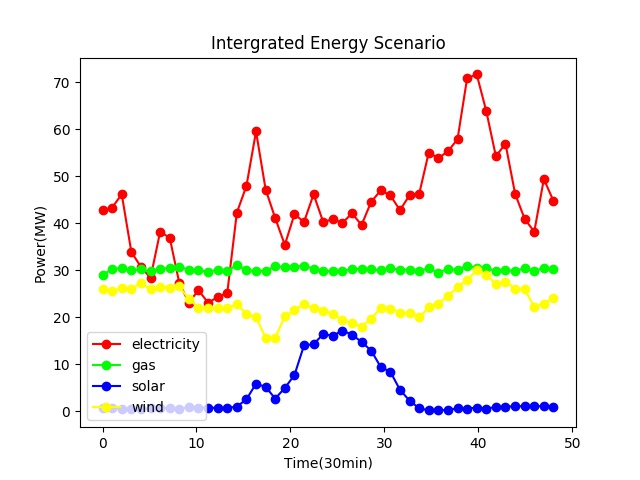 Intergrated Energy Scenario
Power(MW)
70
60
50
40
30
20
10
0
electricity
gas
solar
wind
0 10 20 30 40 50
Time(30min)